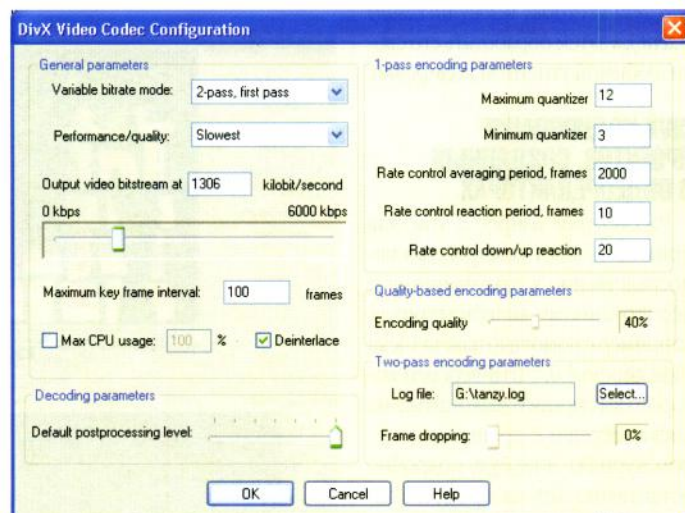 DivX Video Codec Configuration
General parameters
Variable bitrate mode: 2-pass, first pass
Performance/quality: Slowest
Output video bitstream at 1306 kilobit/second
0 kbps 6000 kbps
Maximum key frame interval: 100 frames
Max CPU usage: 100 % Deinterlace
Decoding parameters
Default postprocessing level:
1-pass encoding parameters
Maximum quantizer 12
Minimum quantizer 3
Rate control averaging period, frames 2000
Rate control reaction period, frames 10
Rate control down/up reaction 20
Quality-based encoding parameters
Encoding quality 40%
Two-pass encoding parameters
Log file: G:\tanzy.log Select...
Frame dropping: 0%
OK Cancel Help